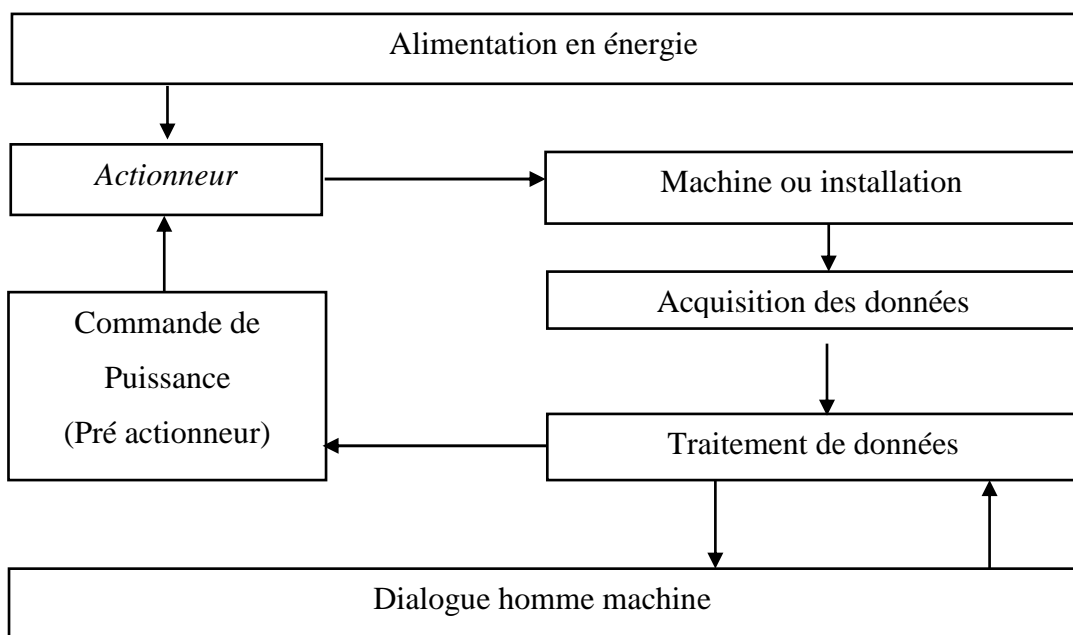 Alimentation en énergie
Actionneur
Machine ou installation
Acquisition des données
Commande de
Puissance
(Pré actionneur)
Traitement de données
Dialogue homme machine